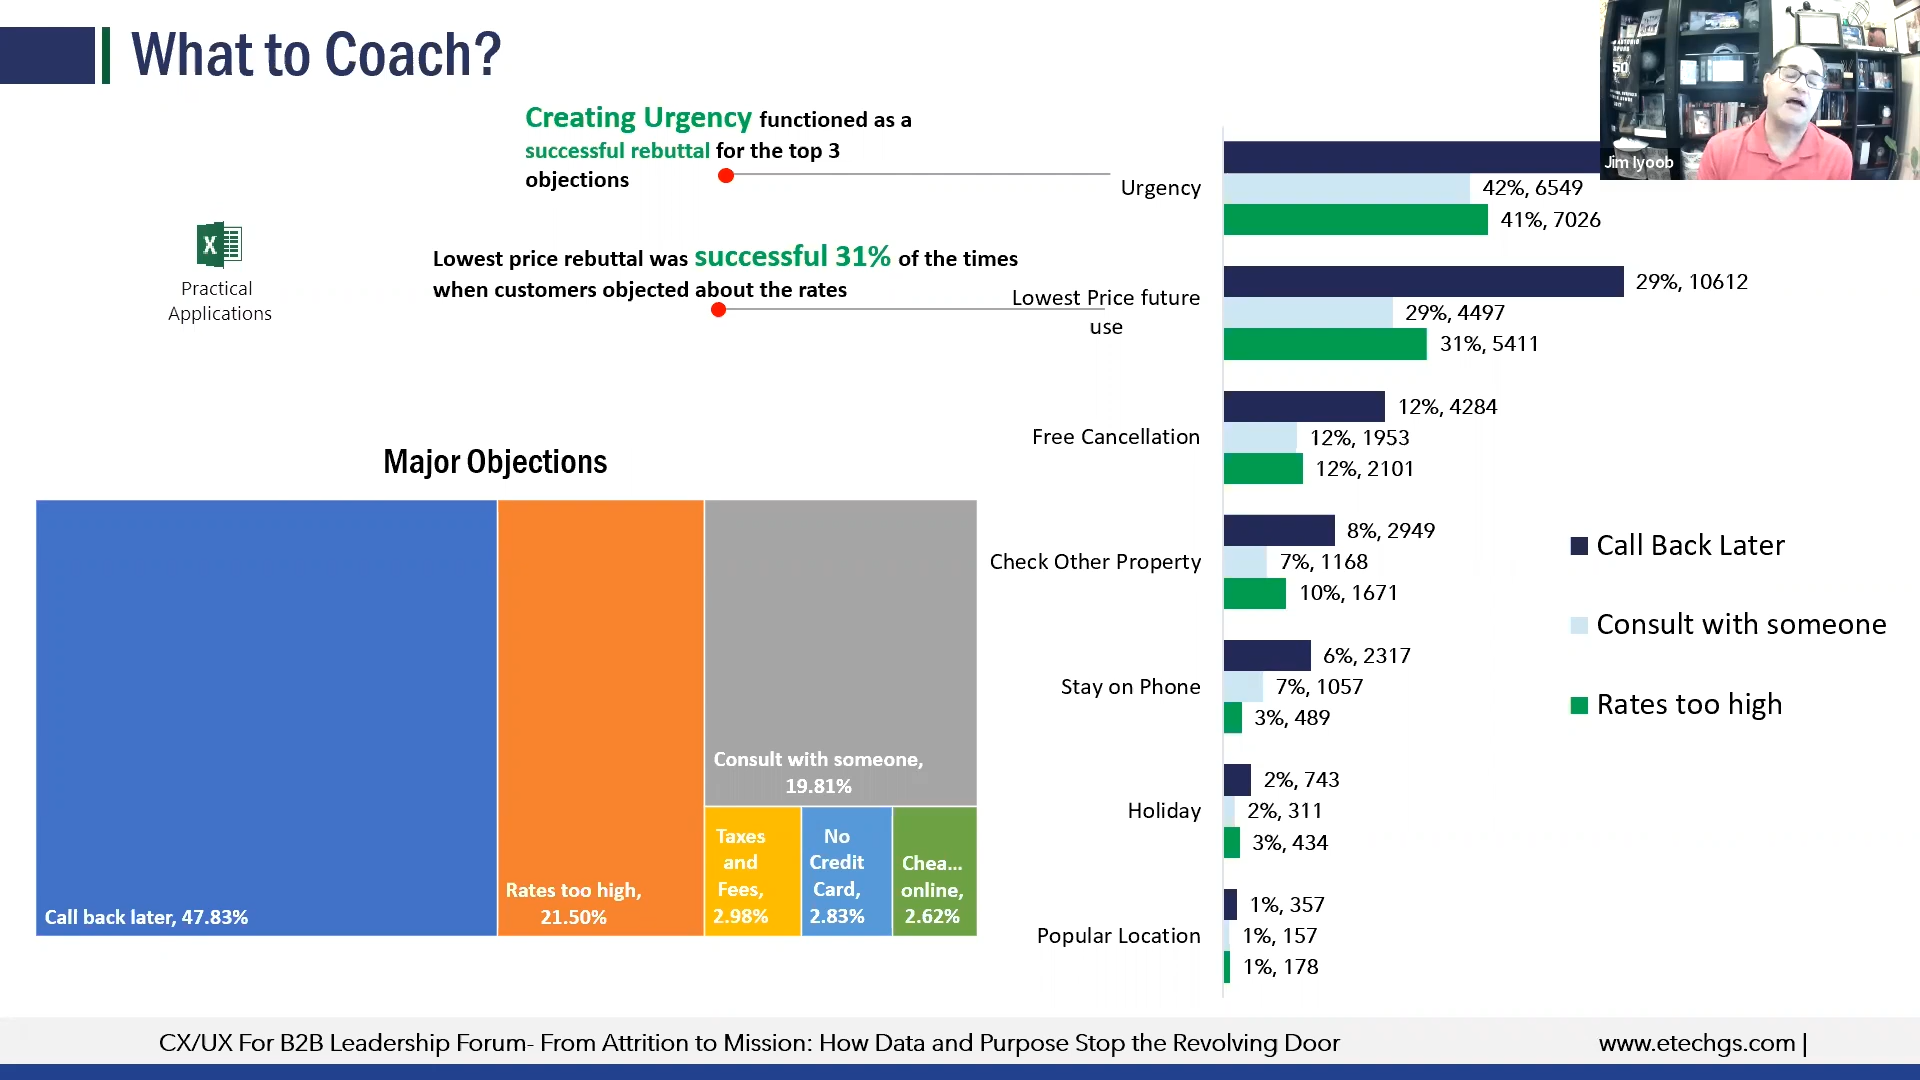 What to Coach?
Creating Urgency functioned as a
successful rebuttal for the top 3
objections
Practical
Applications
Lowest price rebuttal was successful 31% of the times
when customers objected about the rates
Major Objections
Call back later, 47.83%
Rates too high,
21.50%
Consult with someone,
19.81%
Taxes
and
Fees,
2.98%
No
Credit
Card,
2.83%
Chea...
online,
2.62%
Urgency
42%, 6549
41%, 7026
Lowest Price future
use
29%, 10612
29%, 4497
31%, 5411
Free Cancellation
12%, 4284
12%, 1953
12%, 2101
Check Other Property
8%, 2949
7%, 1168
10%, 1671
Stay on Phone
6%, 2317
7%, 1057
3%, 489
Holiday
2%, 743
2%, 311
3%, 434
Popular Location
1%, 357
1%, 157
1%, 178
Call Back Later
Consult with someone
Rates too high
Jim Iyoob
50
X
CX/UX For B2B Leadership Forum- From Attrition to Mission: How Data and Purpose Stop the Revolving Door
www.etechgs.com |